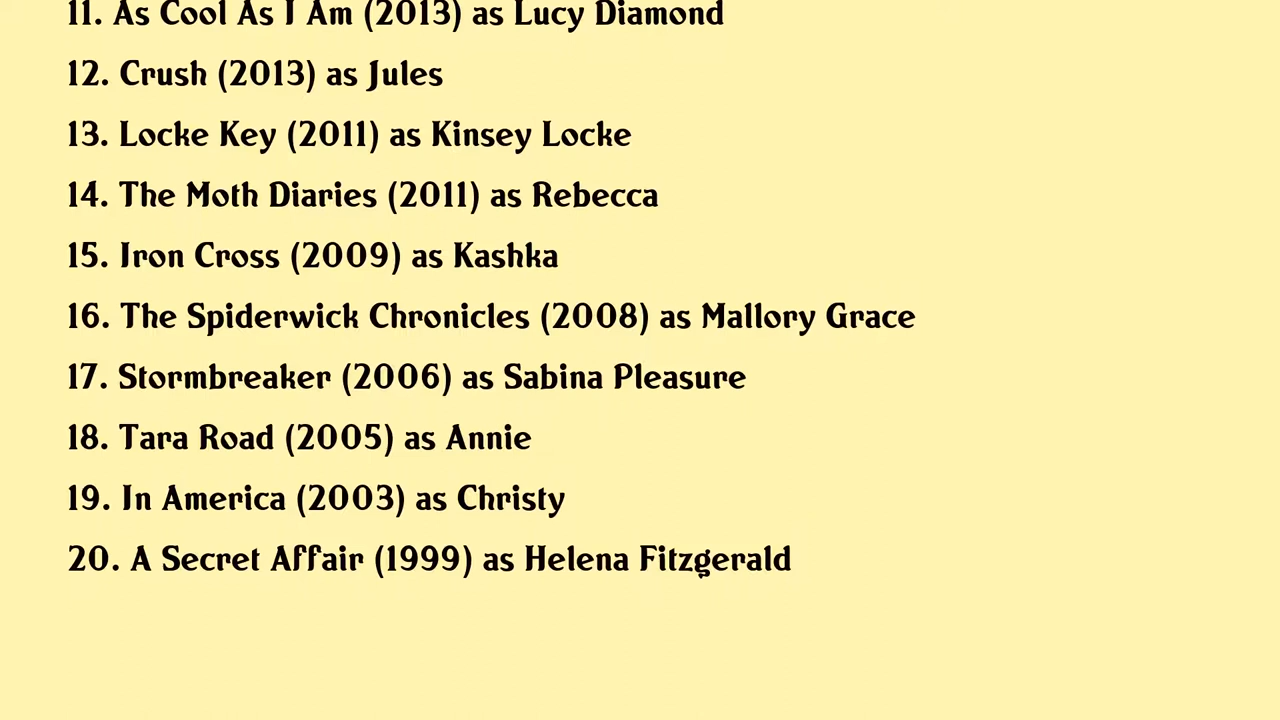 11. As Cool As I Am (2013) as Lucy Diamond
12. Crush (2013) as Jules
13. Locke Key (2011) as Kinsey Locke
14. The Moth Diaries (2011) as Rebecca
15. Iron Cross (2009) as Kashka
16. The Spiderwick Chronicles (2008) as Mallory Grace
17. Stormbreaker (2006) as Sabina Pleasure
18. Tara Road (2005) as Annie
19. In America (2003) as Christy
20. A Secret Affair (1999) as Helena Fitzgerald